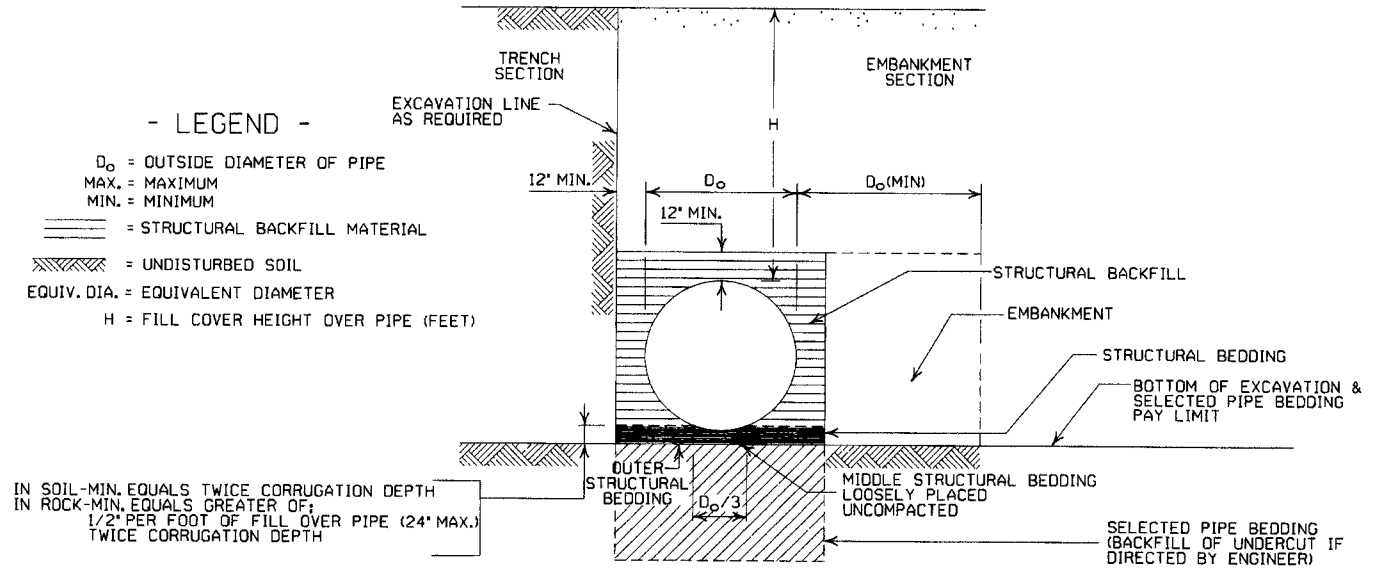 TRENCH
SECTION
EMBANKMENT
SECTION
EXCAVATION LINE
AS REQUIRED
H
- LEGEND -
Do = OUTSIDE DIAMETER OF PIPE
MAX. = MAXIMUM
MIN. = MINIMUM
= STRUCTURAL BACKFILL MATERIAL
= UNDISTURBED SOIL
EQUIV. DIA. = EQUIVALENT DIAMETER
H = FILL COVER HEIGHT OVER PIPE (FEET)
12" MIN.
Do
Do(MIN)
12" MIN.
STRUCTURAL BACKFILL
EMBANKMENT
STRUCTURAL BEDDING
BOTTOM OF EXCAVATION &
SELECTED PIPE BEDDING
PAY LIMIT
OUTER
STRUCTURAL
BEDDING
Do/3
MIDDLE STRUCTURAL BEDDING
LOOSELY PLACED
UNCOMPACTED
IN SOIL-MIN. EQUALS TWICE CORRUGATION DEPTH
IN ROCK-MIN. EQUALS GREATER OF:
1/2" PER FOOT OF FILL OVER PIPE (24" MAX.)
TWICE CORRUGATION DEPTH
SELECTED PIPE BEDDING
(BACKFILL OF UNDERCUT IF
DIRECTED BY ENGINEER)